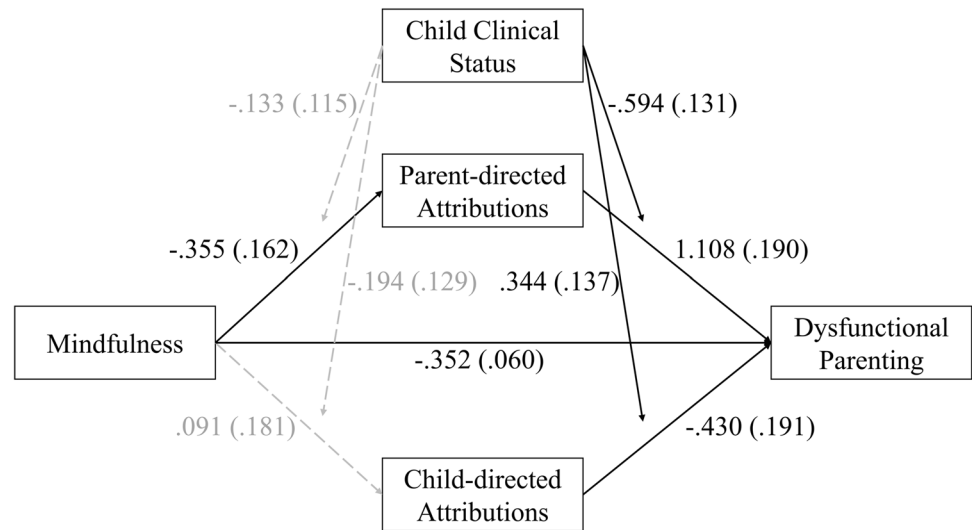 Child Clinical
Status
-.133 (.115)
-.594 (.131)
Parent-directed
Attributions
-.355 (.162)
1.108 (.190)
-.194 (.129)
.344 (.137)
Mindfulness
Dysfunctional
Parenting
-.352 (.060)
.091 (.181)
-.430 (.191)
Child-directed
Attributions